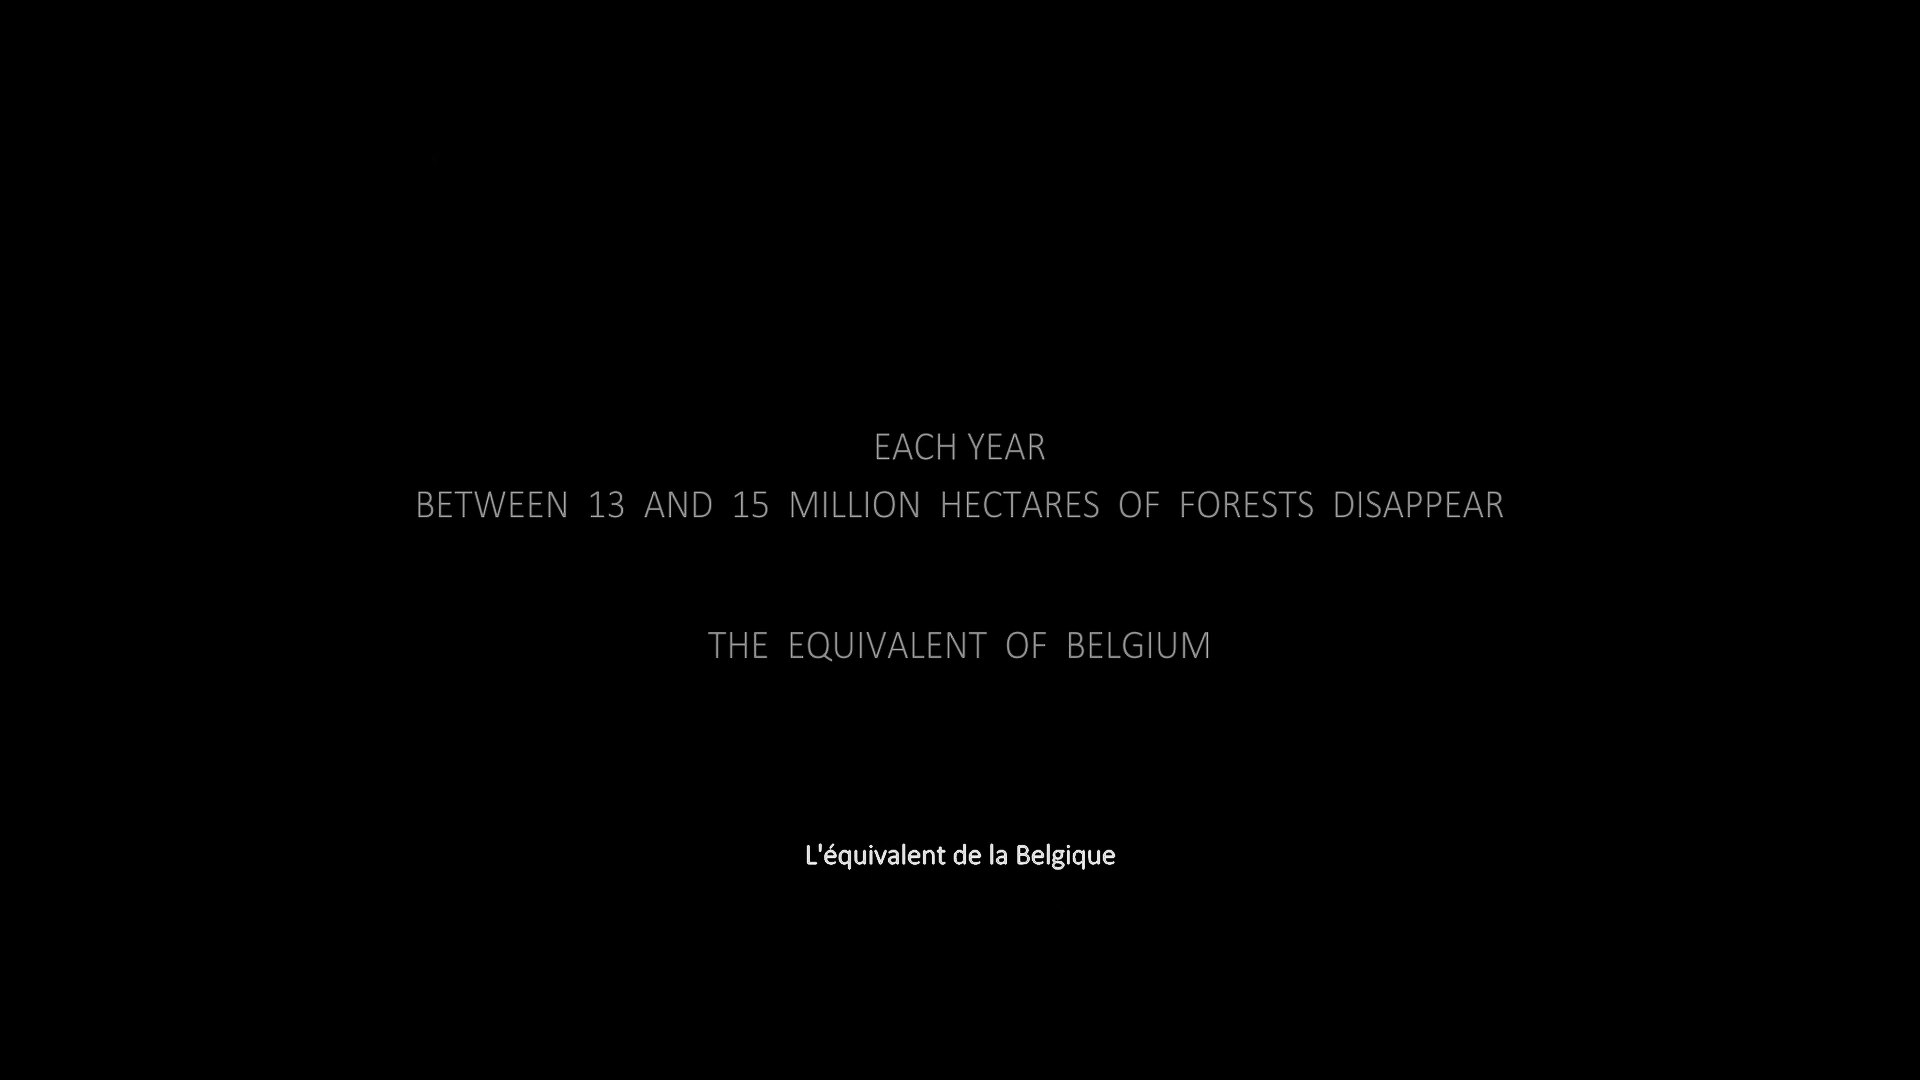 EACH YEAR
BETWEEN 13 AND 15 MILLION HECTARES OF FORESTS DISAPPEAR
THE EQUIVALENT OF BELGIUM
L'équivalent de la Belgique